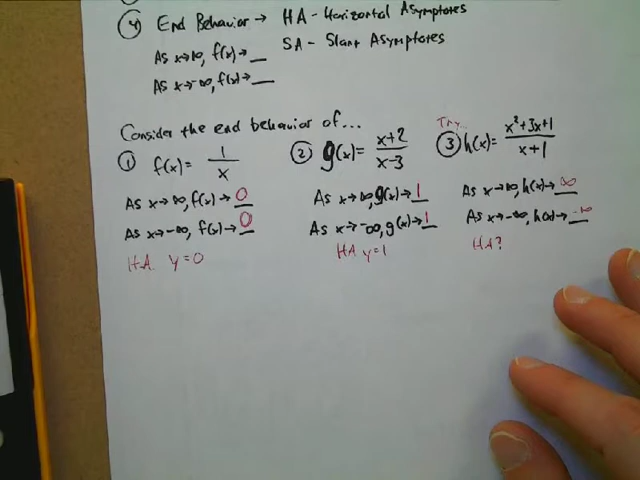 ④ End Behavior → HA - Horizontal Asymptotes
As x→∞, f(x)→ __ SA - Slant Asymptotes
As x→-∞, f(x)→ __
Consider the end behavior of...
① f(x)= 1/x
As x→∞, f(x)→ 0
As x→-∞, f(x)→ 0
HA y=0
② g(x)= x+2/x-3
As x→∞, g(x)→ 1
As x→-∞, g(x)→ 1
HA y=1
Try...
③ h(x)= x²+3x+1/x+1
As x→∞, h(x)→ ∞
As x→-∞, h(x)→ -∞
HA?